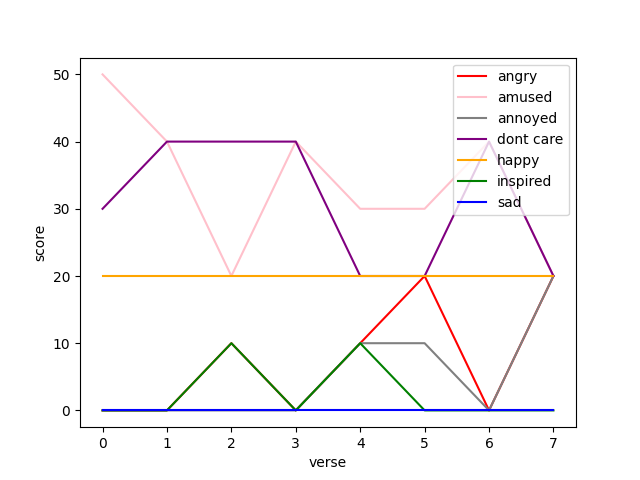 50
40
30
20
10
0
score
0 1 2 3 4 5 6 7
verse
angry
amused
annoyed
dont care
happy
inspired
sad